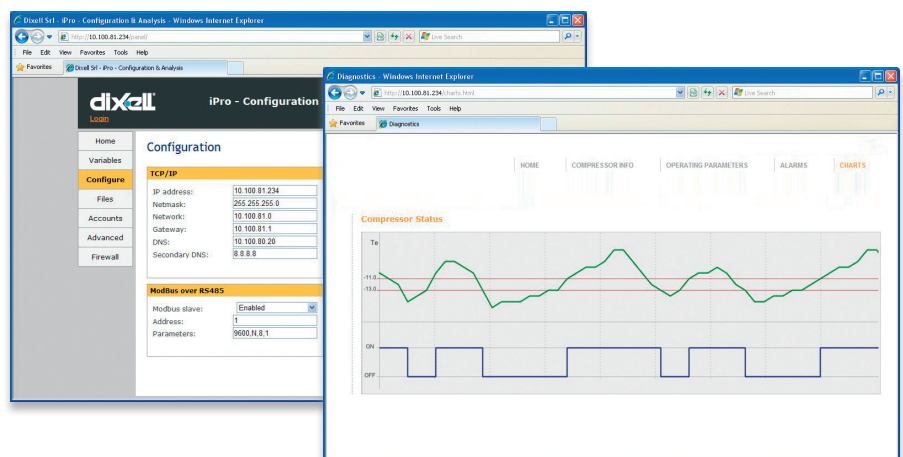 Dixell Srl - iPro - Configuration & Analysis - Windows Internet Explorer
http://10.100.81.234/panel/
Live Search
File Edit View Favorites Tools Help
Favorites
Dixell Srl - iPro - Configuration & Analysis
dixell
Login
iPro - Configuration
Home
Variables
Configure
Files
Accounts
Advanced
Firewall
Configuration
TCP/IP
IP address: 10.100.81.234
Netmask: 255.255.255.0
Network: 10.100.81.0
Gateway: 10.100.81.1
DNS: 10.100.80.20
Secondary DNS: 8.8.8.8
ModBus over RS485
Modbus slave: Enabled
Address: 1
Parameters: 9600,N,8,1
Diagnostics - Windows Internet Explorer
http://10.100.81.234/charts.html
Live Search
File Edit View Favorites Tools Help
Favorites
Diagnostics
HOME
COMPRESSOR INFO
OPERATING PARAMETERS
ALARMS
CHARTS
Compressor Status
Te
-11.0
-13.0
ON
OFF